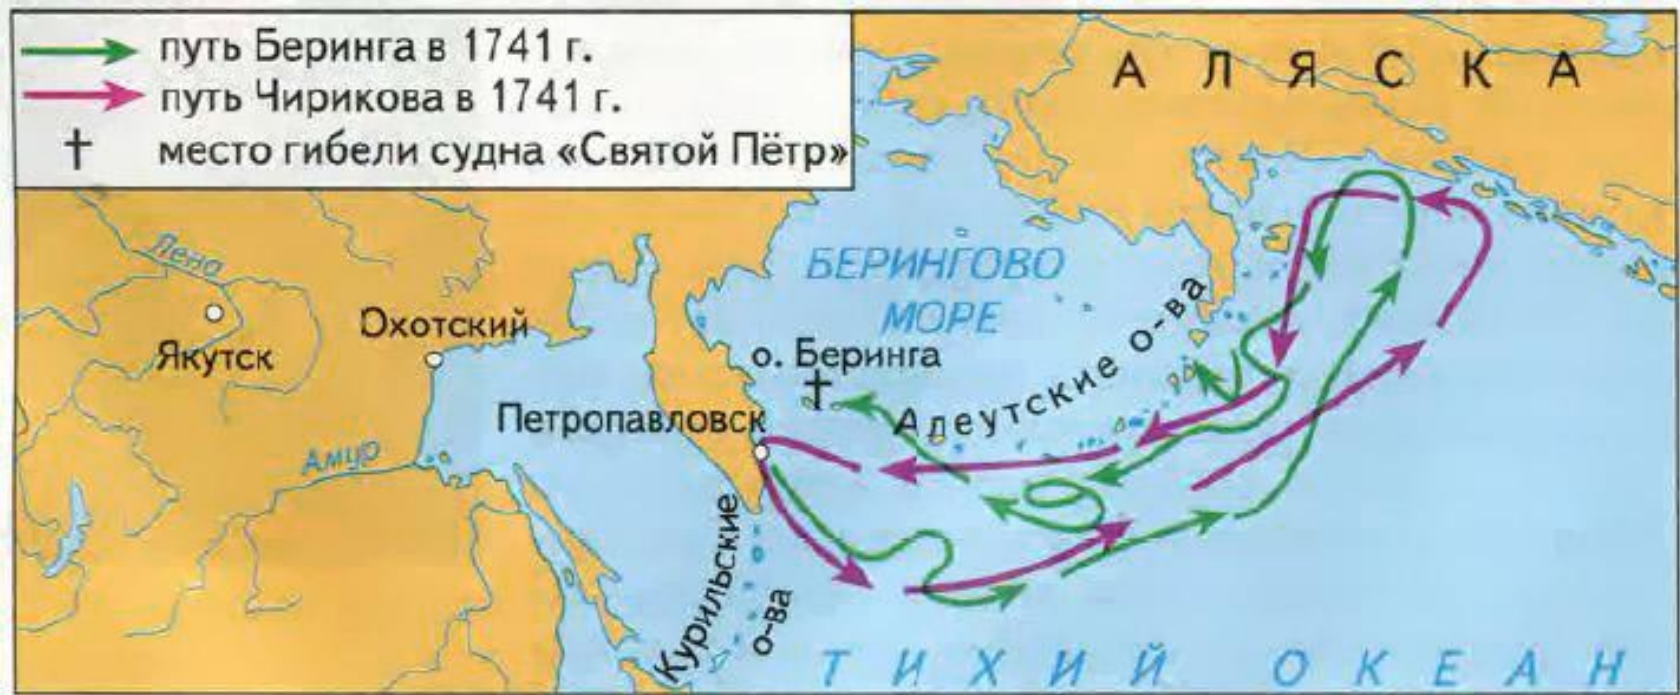 путь Беринга в 1741 г.
путь Чирикова в 1741 г.
место гибели судна «Святой Пётр»
АЛЯСКА
Лена
Якутск
Охотский
БЕРИНГОВО
МОРЕ
о. Беринга
Алеутские о-ва
Петропавловск
Амур
Курильские
о-ва
ТИХИЙ ОКЕАН